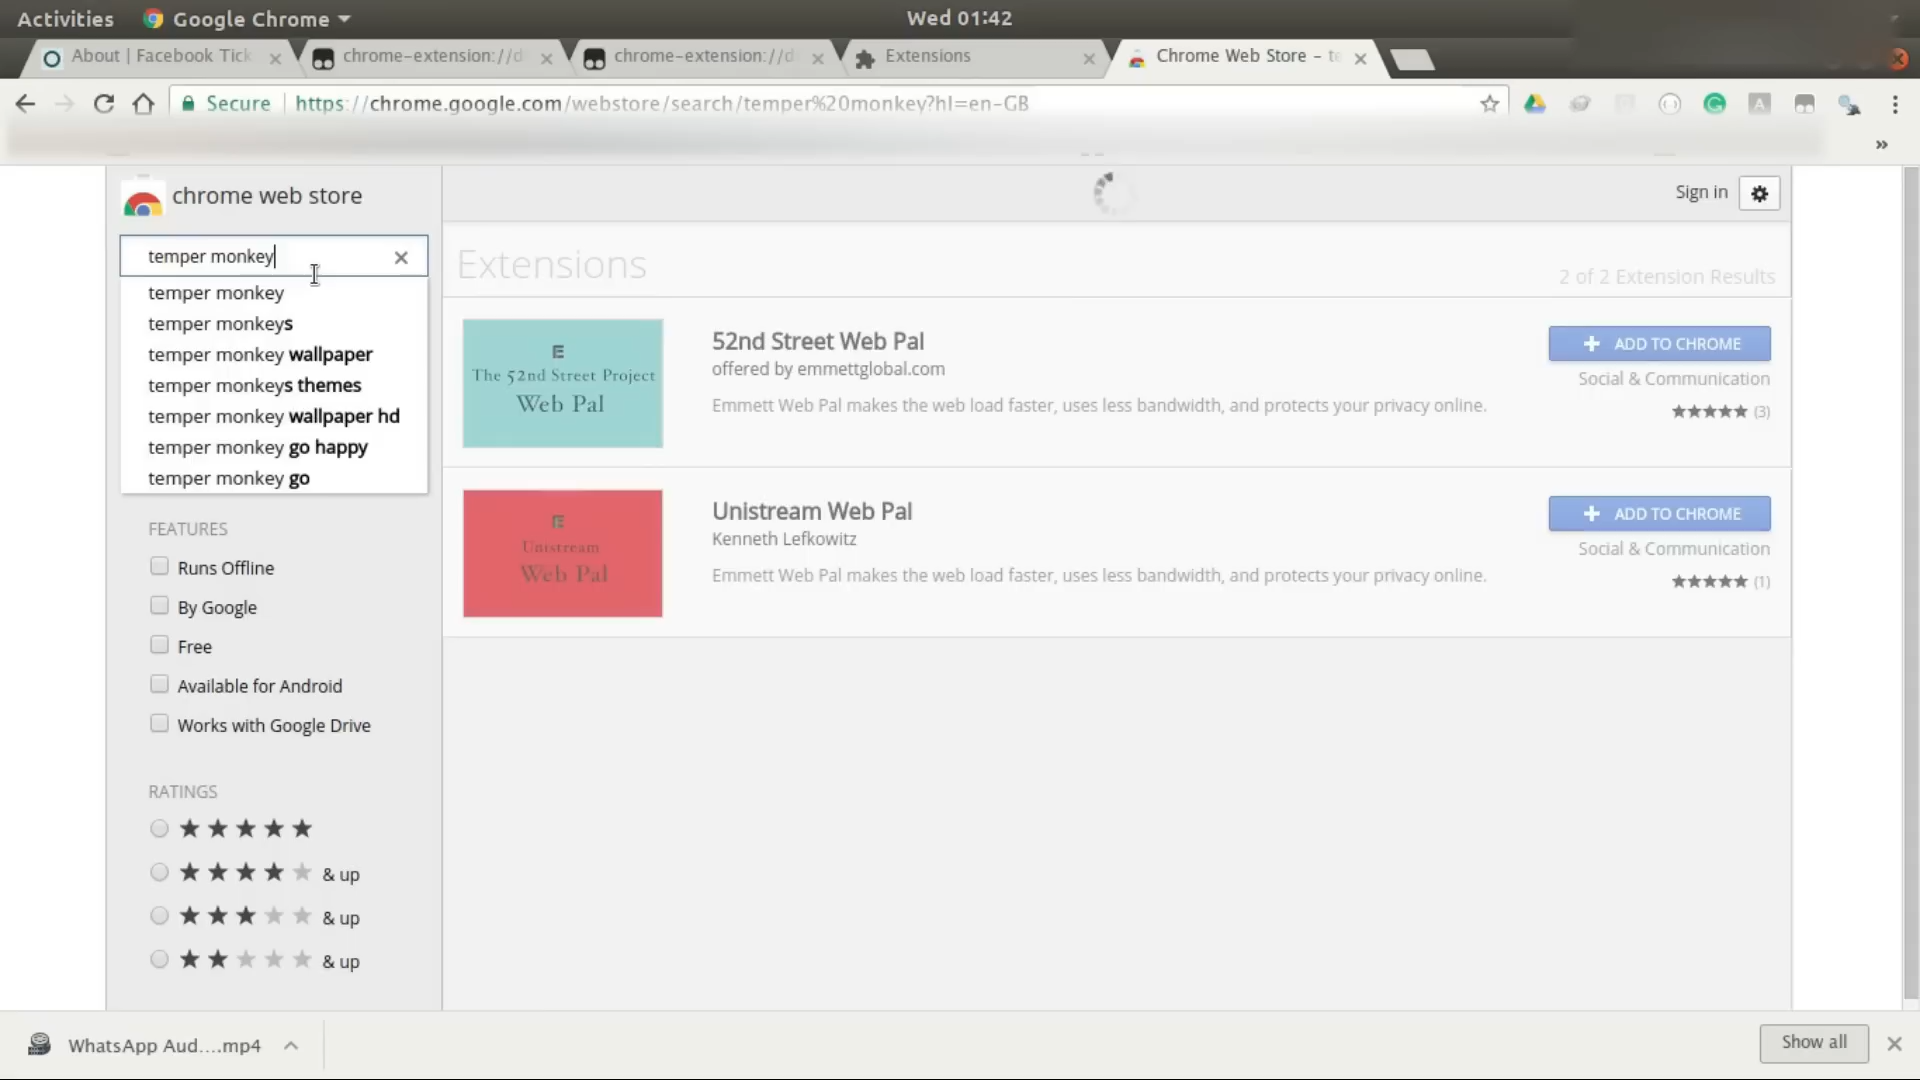 Activities
Google Chrome
Wed 01:42
About | Facebook Tick
chrome-extension://d
chrome-extension://d
Extensions
Chrome Web Store - te
Secure
https://chrome.google.com/webstore/search/temper%20monkey?hl=en-GB
»
chrome web store
Sign in
temper monkey
temper monkey
temper monkeys
temper monkey wallpaper
temper monkeys themes
temper monkey wallpaper hd
temper monkey go happy
temper monkey go
FEATURES
Runs Offline
By Google
Free
Available for Android
Works with Google Drive
RATINGS
& up
& up
& up
Extensions
2 of 2 Extension Results
E
The 52nd Street Project
Web Pal
52nd Street Web Pal
offered by emmettglobal.com
Emmett Web Pal makes the web load faster, uses less bandwidth, and protects your privacy online.
ADD TO CHROME
Social & Communication
(3)
E
Unistream
Web Pal
Unistream Web Pal
Kenneth Lefkowitz
Emmett Web Pal makes the web load faster, uses less bandwidth, and protects your privacy online.
ADD TO CHROME
Social & Communication
(1)
WhatsApp Aud....mp4
Show all